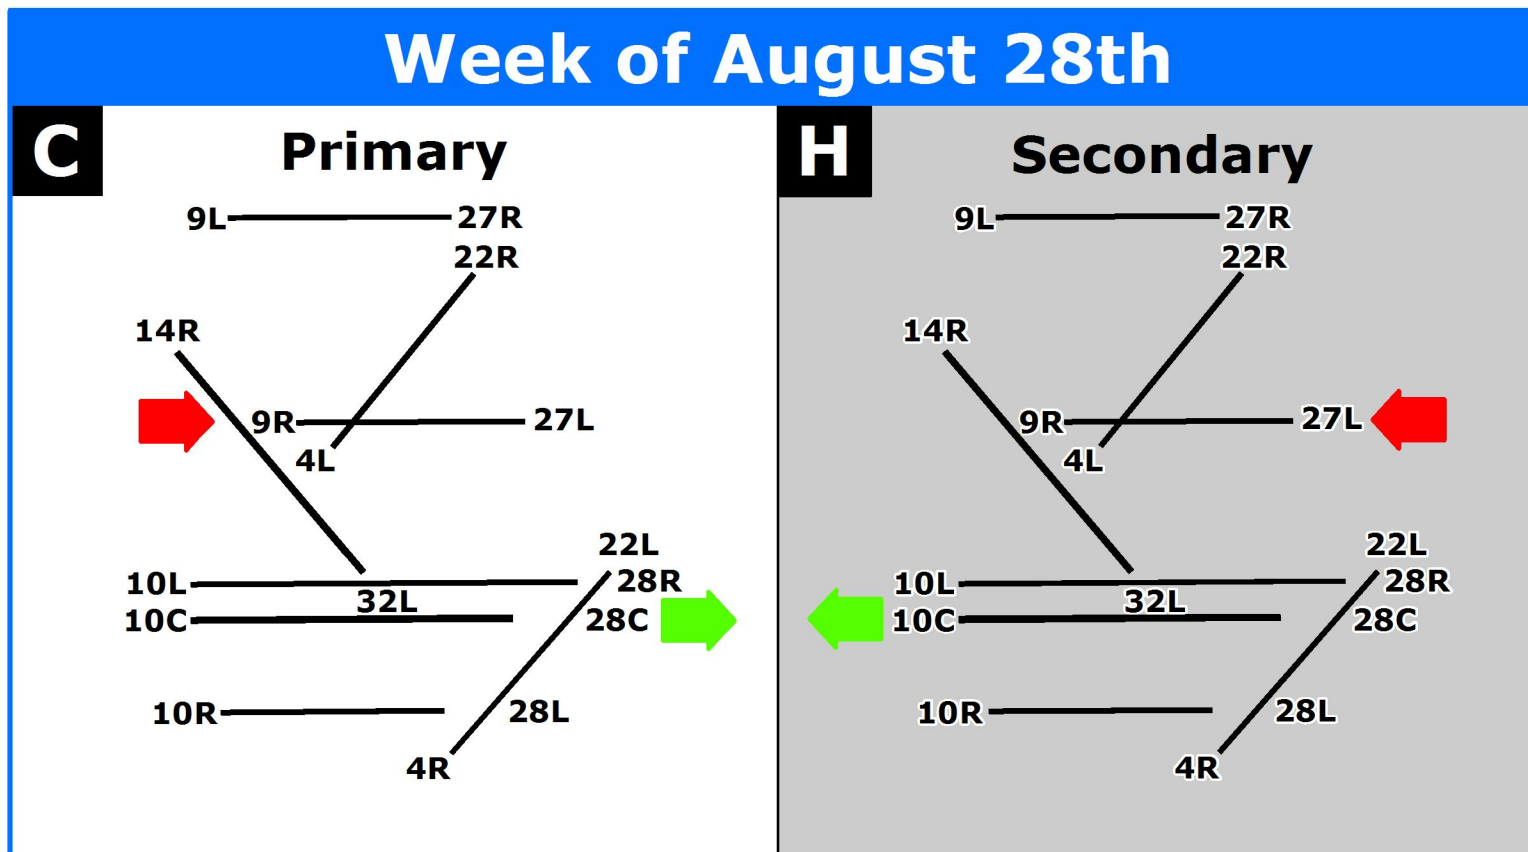 Week of August 28th
C
Primary
9L
27R
22R
14R
9R
27L
4L
22L
10L
28R
32L
10C
28C
10R
28L
4R
H
Secondary
9L
27R
22R
14R
9R
27L
4L
22L
10L
28R
32L
10C
28C
10R
28L
4R